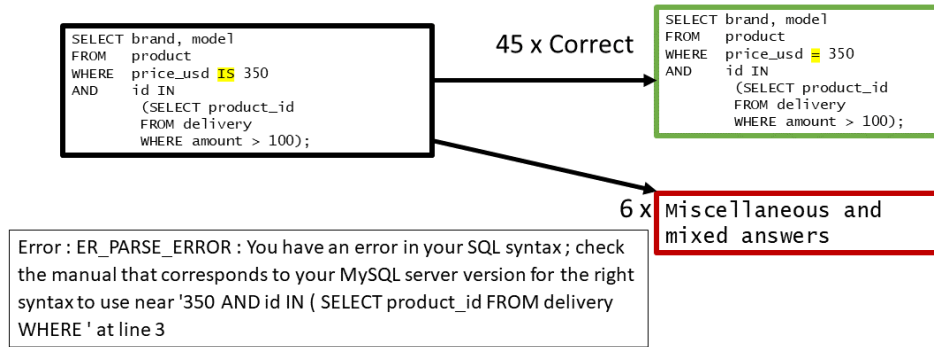 SELECT brand, model
FROM   product
WHERE  price_usd IS 350
AND    id IN
(SELECT product_id
FROM delivery
WHERE amount > 100);
45 x Correct
SELECT brand, model
FROM   product
WHERE  price_usd = 350
AND    id IN
(SELECT product_id
FROM delivery
WHERE amount > 100);
6 x
Miscellaneous and
mixed answers
Error : ER_PARSE_ERROR : You have an error in your SQL syntax ; check
the manual that corresponds to your MySQL server version for the right
syntax to use near '350 AND id IN ( SELECT product_id FROM delivery
WHERE ' at line 3